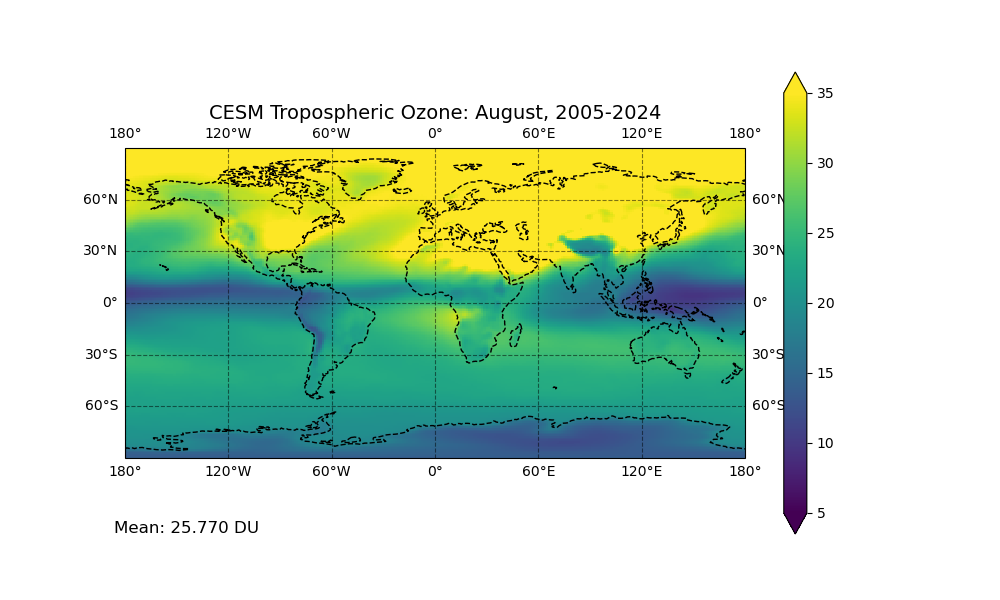 CESM Tropospheric Ozone: August, 2005-2024
180° 120°W 60°W 0° 60°E 120°E 180°
60°N 60°N
30°N 30°N
0° 0°
30°S 30°S
60°S 60°S
180° 120°W 60°W 0° 60°E 120°E 180°
35
30
25
20
15
10
5
Mean: 25.770 DU